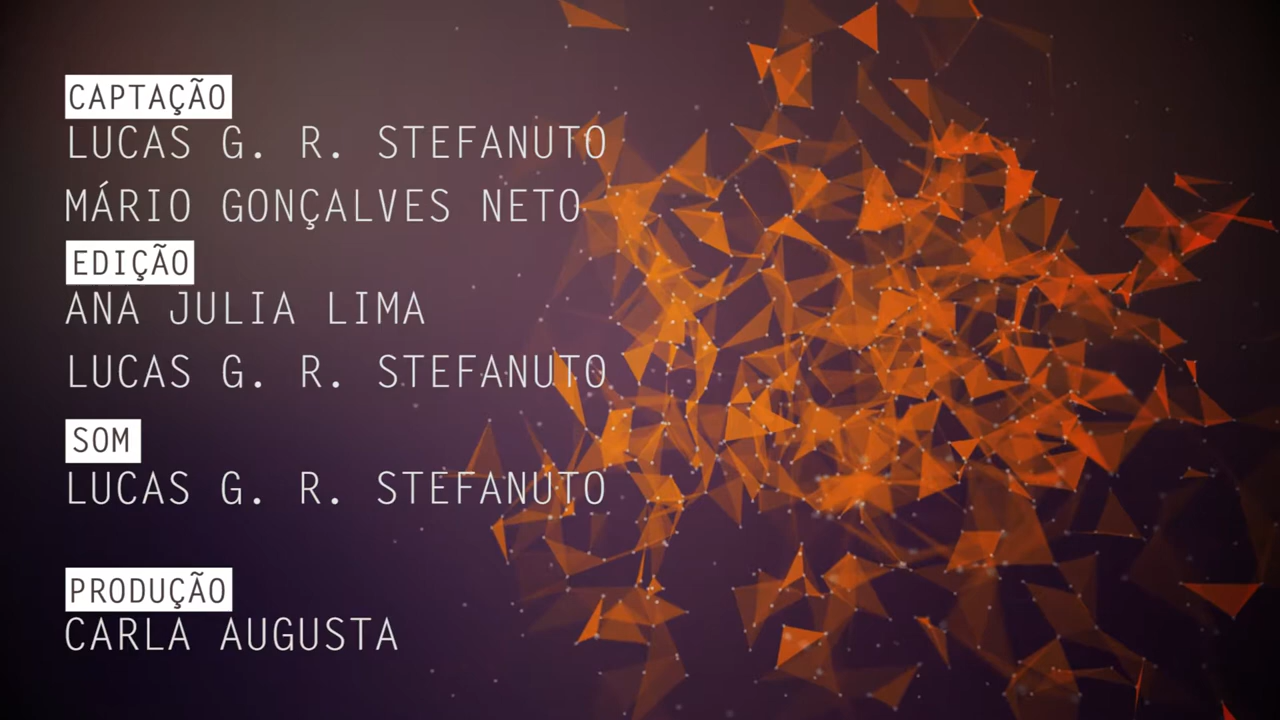 CAPTAÇÃO
LUCAS G. R. STEFANUTO
MÁRIO GONÇALVES NETO
EDIÇÃO
ANA JULIA LIMA
LUCAS G. R. STEFANUTO
SOM
LUCAS G. R. STEFANUTO
PRODUÇÃO
CARLA AUGUSTA